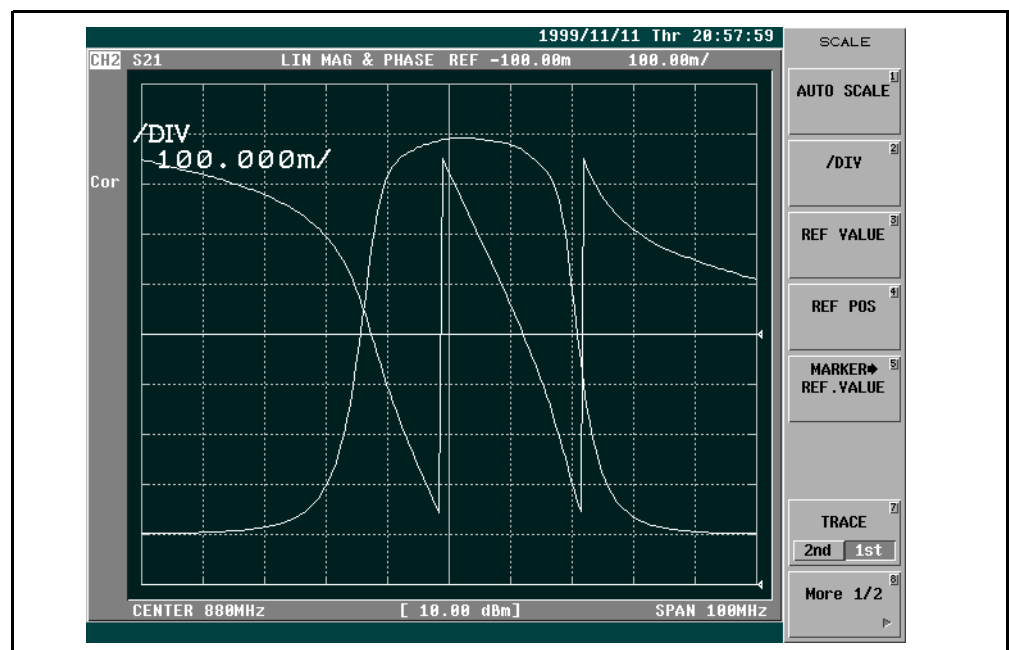 1999/11/11 Thr 20:57:59
CH2 S21 LIN MAG & PHASE REF -100.00m 100.00m/
/DIV
100.000m/
Cor
CENTER 880MHz [ 10.00 dBm] SPAN 100MHz
SCALE
1
AUTO SCALE
2
/DIV
3
REF VALUE
4
REF POS
5
MARKER➧
REF.VALUE
7
TRACE
2nd 1st
8
More 1/2